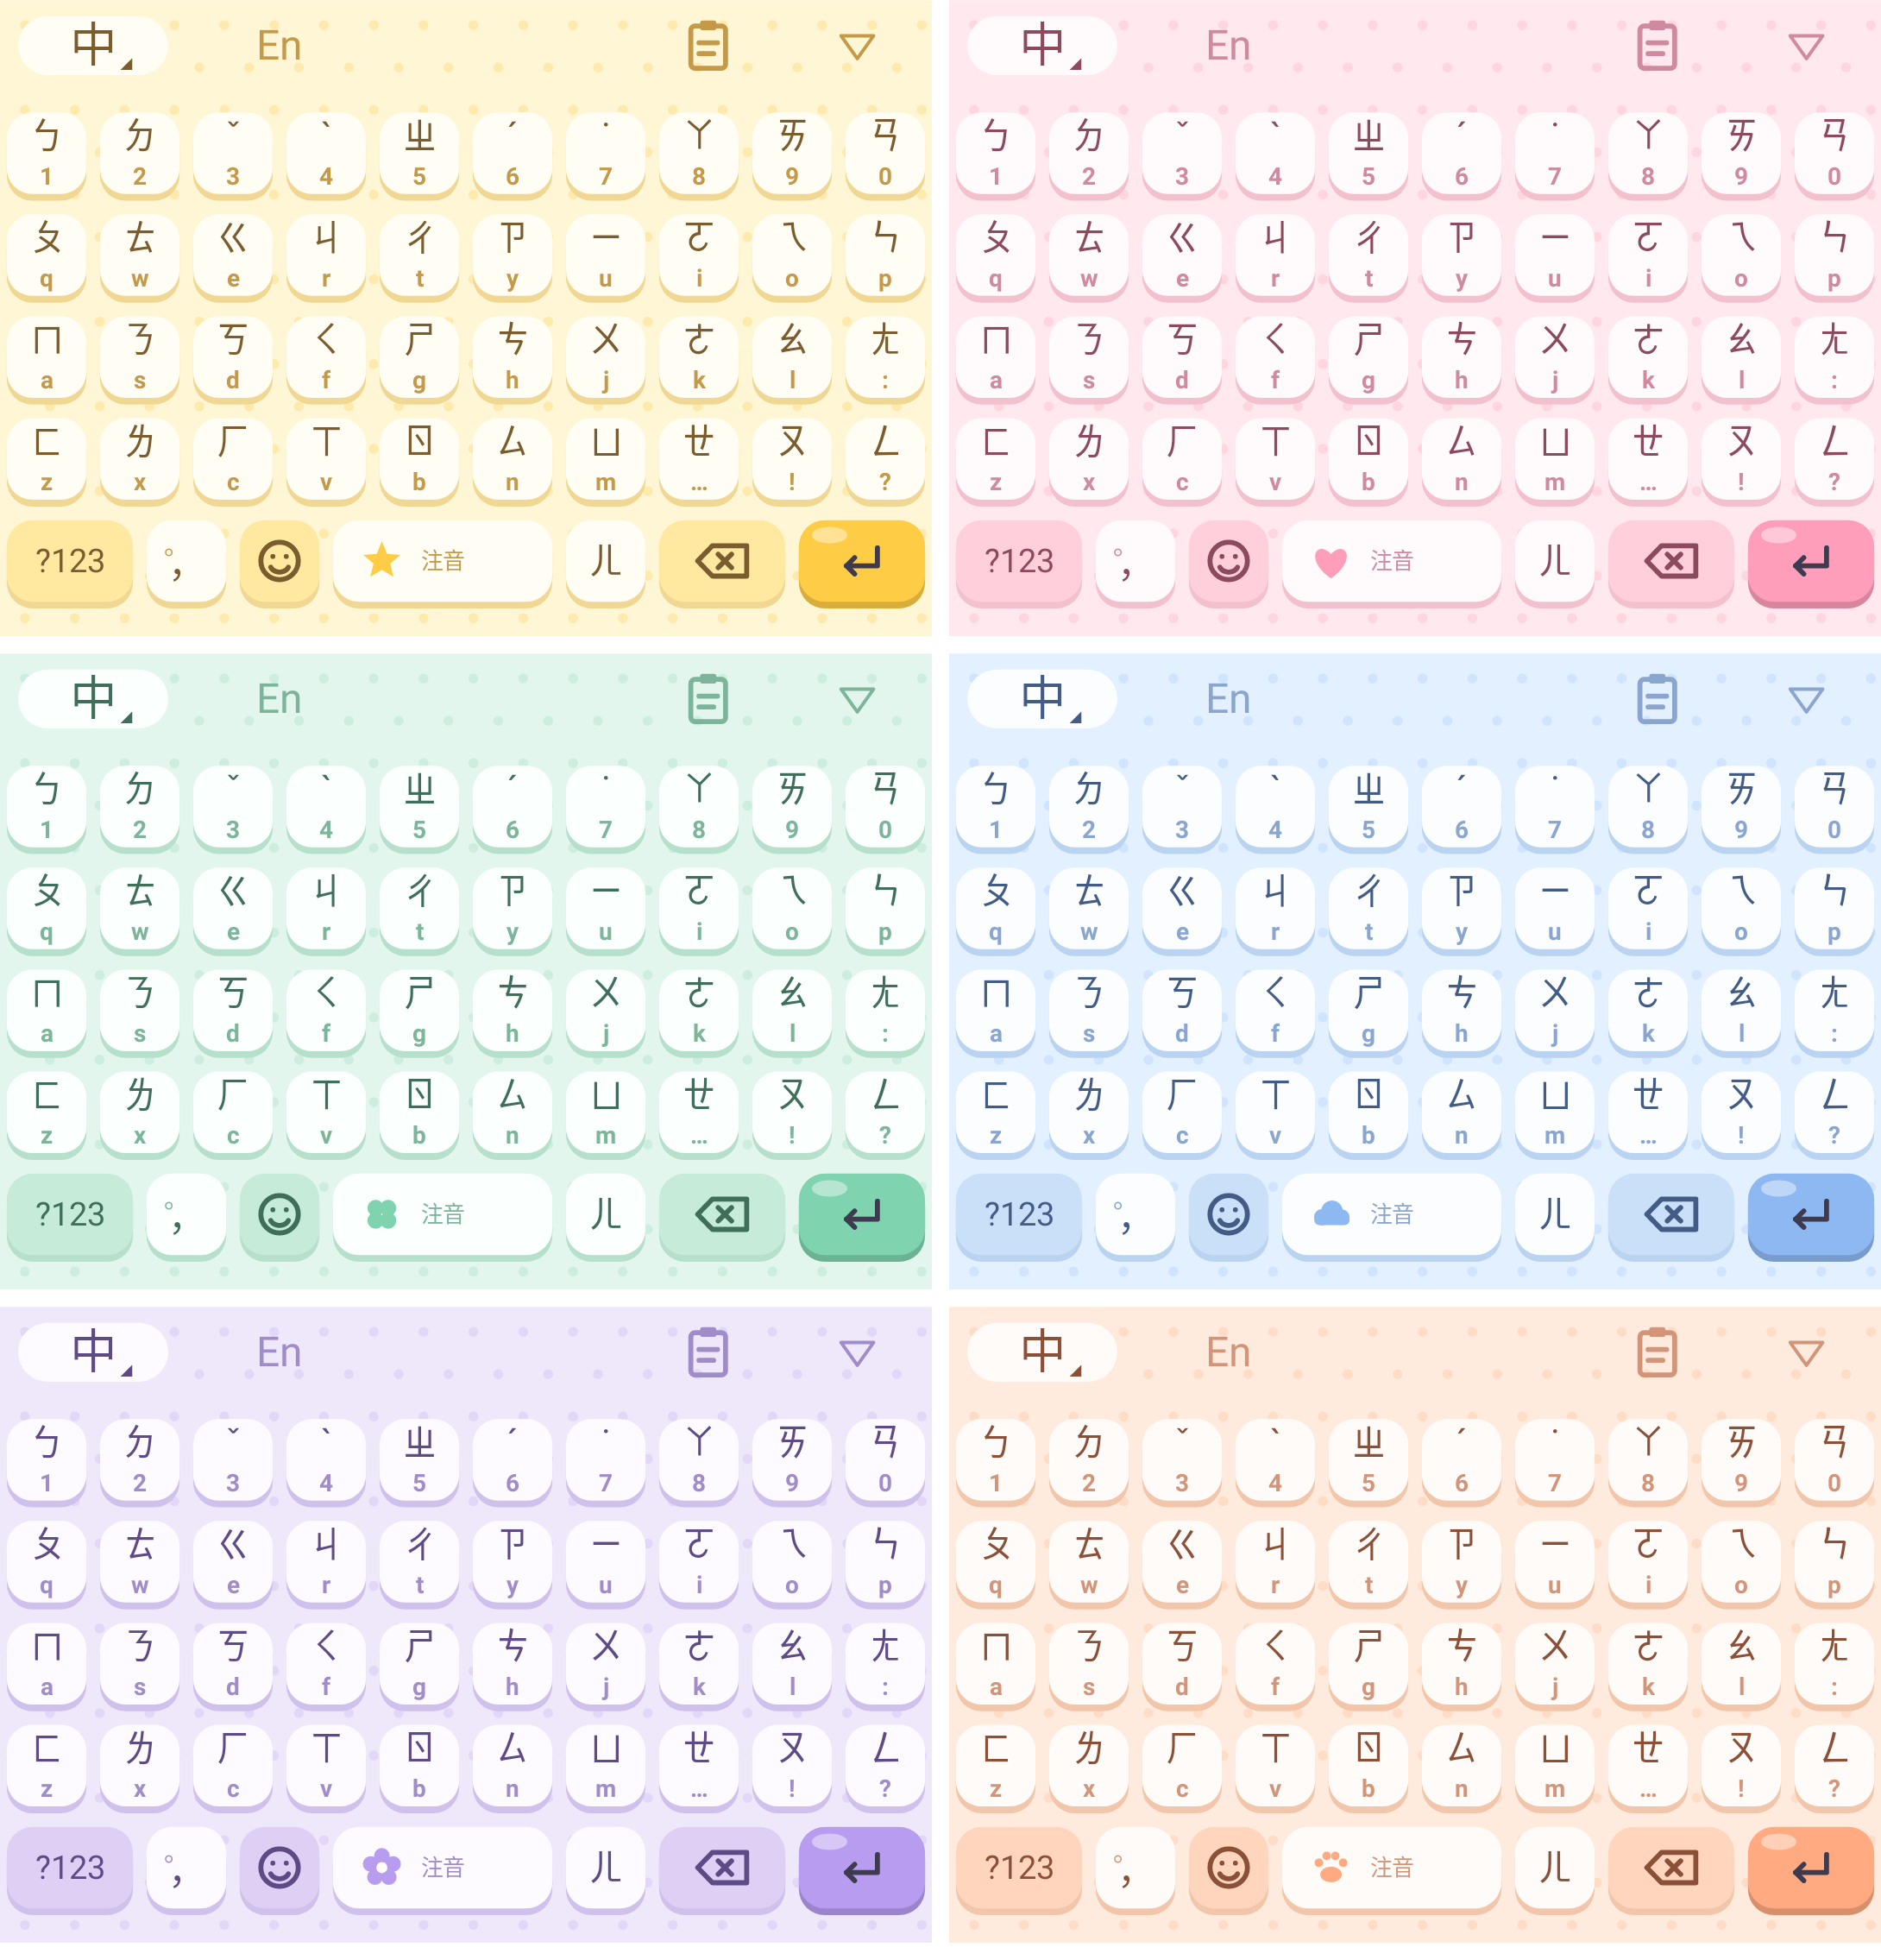 中 En
ㄅ ㄉ ˇ ˋ ㄓ ˊ ˙ ㄚ ㄞ ㄢ
1 2 3 4 5 6 7 8 9 0
ㄆ ㄊ ㄍ ㄐ ㄔ ㄗ ㄧ ㄛ ㄟ ㄣ
q w e r t y u i o p
ㄇ ㄋ ㄎ ㄑ ㄕ ㄘ ㄨ ㄜ ㄠ ㄤ
a s d f g h j k l :
ㄈ ㄌ ㄏ ㄒ ㄖ ㄙ ㄩ ㄝ ㄡ ㄥ
z x c v b n m … ! ?
?123 °, 注音 ㄦ
中 En
ㄅ ㄉ ˇ ˋ ㄓ ˊ ˙ ㄚ ㄞ ㄢ
1 2 3 4 5 6 7 8 9 0
ㄆ ㄊ ㄍ ㄐ ㄔ ㄗ ㄧ ㄛ ㄟ ㄣ
q w e r t y u i o p
ㄇ ㄋ ㄎ ㄑ ㄕ ㄘ ㄨ ㄜ ㄠ ㄤ
a s d f g h j k l :
ㄈ ㄌ ㄏ ㄒ ㄖ ㄙ ㄩ ㄝ ㄡ ㄥ
z x c v b n m … ! ?
?123 °, 注音 ㄦ
中 En
ㄅ ㄉ ˇ ˋ ㄓ ˊ ˙ ㄚ ㄞ ㄢ
1 2 3 4 5 6 7 8 9 0
ㄆ ㄊ ㄍ ㄐ ㄔ ㄗ ㄧ ㄛ ㄟ ㄣ
q w e r t y u i o p
ㄇ ㄋ ㄎ ㄑ ㄕ ㄘ ㄨ ㄜ ㄠ ㄤ
a s d f g h j k l :
ㄈ ㄌ ㄏ ㄒ ㄖ ㄙ ㄩ ㄝ ㄡ ㄥ
z x c v b n m … ! ?
?123 °, 注音 ㄦ
中 En
ㄅ ㄉ ˇ ˋ ㄓ ˊ ˙ ㄚ ㄞ ㄢ
1 2 3 4 5 6 7 8 9 0
ㄆ ㄊ ㄍ ㄐ ㄔ ㄗ ㄧ ㄛ ㄟ ㄣ
q w e r t y u i o p
ㄇ ㄋ ㄎ ㄑ ㄕ ㄘ ㄨ ㄜ ㄠ ㄤ
a s d f g h j k l :
ㄈ ㄌ ㄏ ㄒ ㄖ ㄙ ㄩ ㄝ ㄡ ㄥ
z x c v b n m … ! ?
?123 °, 注音 ㄦ
中 En
ㄅ ㄉ ˇ ˋ ㄓ ˊ ˙ ㄚ ㄞ ㄢ
1 2 3 4 5 6 7 8 9 0
ㄆ ㄊ ㄍ ㄐ ㄔ ㄗ ㄧ ㄛ ㄟ ㄣ
q w e r t y u i o p
ㄇ ㄋ ㄎ ㄑ ㄕ ㄘ ㄨ ㄜ ㄠ ㄤ
a s d f g h j k l :
ㄈ ㄌ ㄏ ㄒ ㄖ ㄙ ㄩ ㄝ ㄡ ㄥ
z x c v b n m … ! ?
?123 °, 注音 ㄦ
中 En
ㄅ ㄉ ˇ ˋ ㄓ ˊ ˙ ㄚ ㄞ ㄢ
1 2 3 4 5 6 7 8 9 0
ㄆ ㄊ ㄍ ㄐ ㄔ ㄗ ㄧ ㄛ ㄟ ㄣ
q w e r t y u i o p
ㄇ ㄋ ㄎ ㄑ ㄕ ㄘ ㄨ ㄜ ㄠ ㄤ
a s d f g h j k l :
ㄈ ㄌ ㄏ ㄒ ㄖ ㄙ ㄩ ㄝ ㄡ ㄥ
z x c v b n m … ! ?
?123 °, 注音 ㄦ